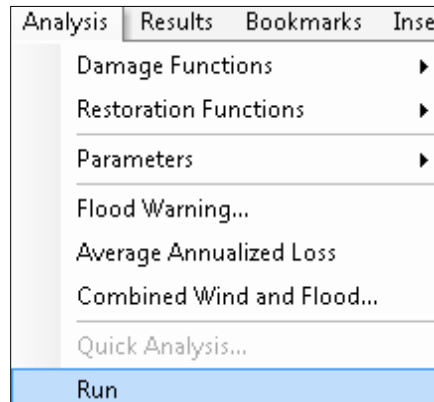 Analysis Results Bookmarks Inse
Damage Functions
Restoration Functions
Parameters
Flood Warning...
Average Annualized Loss
Combined Wind and Flood...
Quick Analysis...
Run